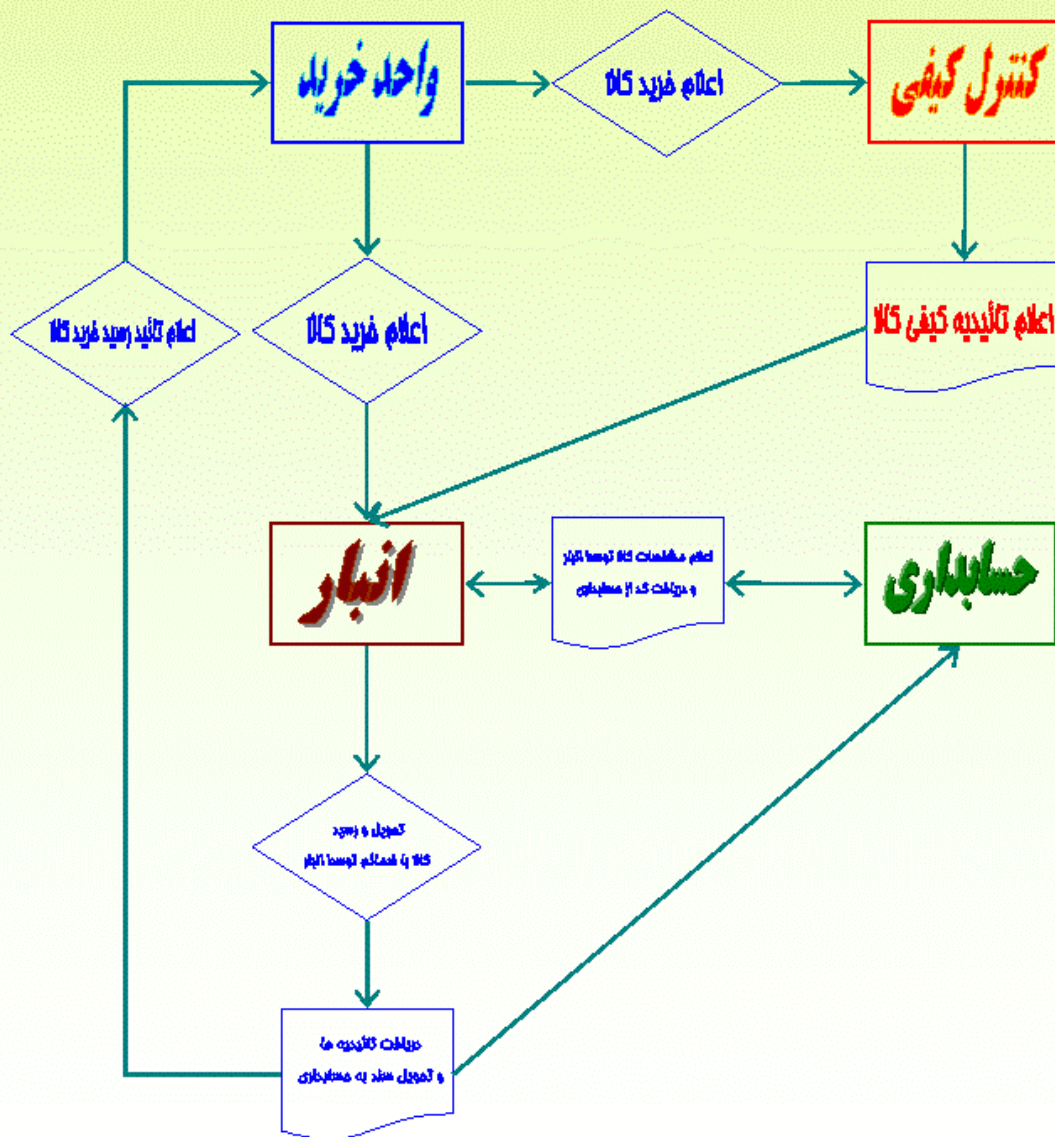 کنترل کیفی
اعلام خرید کالا
واحد خرید
اعلام تائیدیه کیفی کالا
اعلام خرید کالا
اعلام تائید رسید خرید کالا
حسابداری
اعلام مشخصات کالا توسط انبار
و دریافت کد از حسابداری
انبار
تحویل و رسید
کالا با ضمائم توسط انبار
دریافت تائیدیه ها
و تحویل سند به حسابداری